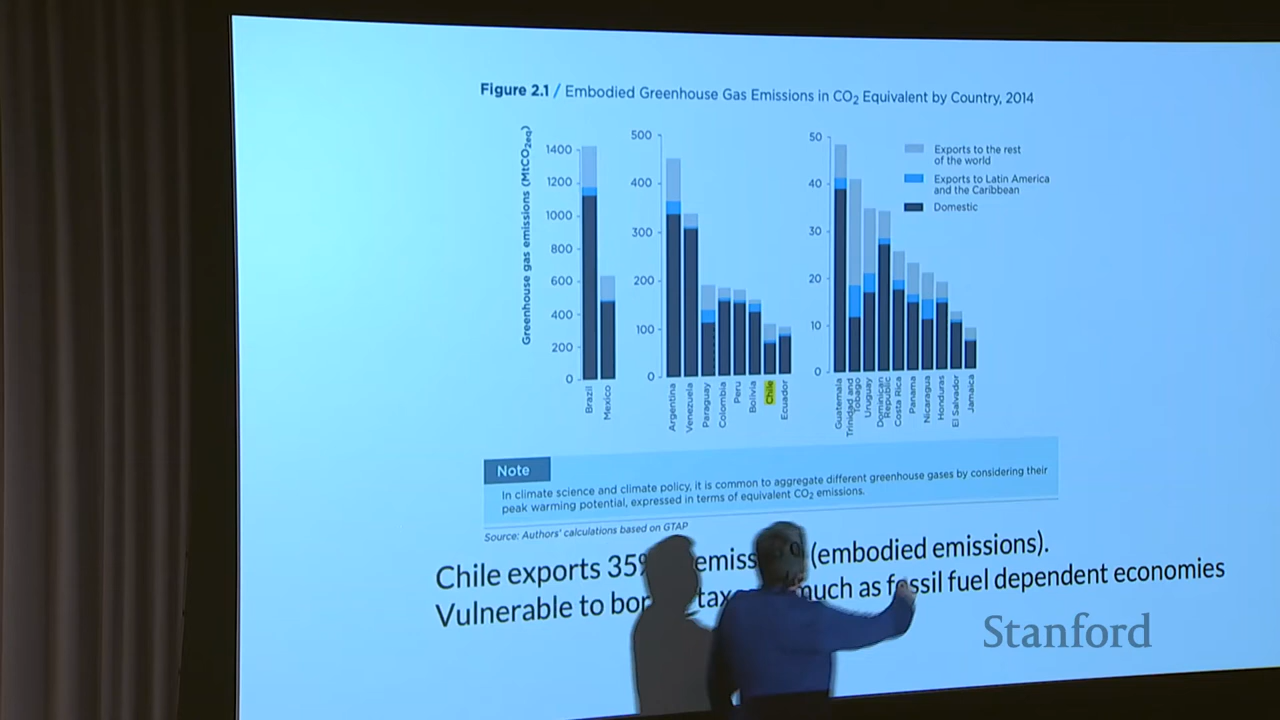 Figure 2.1 / Embodied Greenhouse Gas Emissions in CO₂ Equivalent by Country, 2014
Greenhouse gas emissions (MtCO₂eq)
1400
1200
1000
800
600
400
200
0
Brazil
Mexico
500
400
300
200
100
0
Argentina
Venezuela
Paraguay
Colombia
Peru
Bolivia
Chile
Ecuador
50
40
30
20
10
0
Guatemala
Trinidad and
Tobago
Uruguay
Dominican
Republic
Costa Rica
Panama
Nicaragua
Honduras
El Salvador
Jamaica
Exports to the rest
of the world
Exports to Latin America
and the Caribbean
Domestic
Note
In climate science and climate policy, it is common to aggregate different greenhouse gases by considering their
peak warming potential, expressed in terms of equivalent CO₂ emissions.
Source: Authors' calculations based on GTAP
Chile exports 35% emiss (embodied emissions).
Vulnerable to bor tax much as fossil fuel dependent economies
Stanford